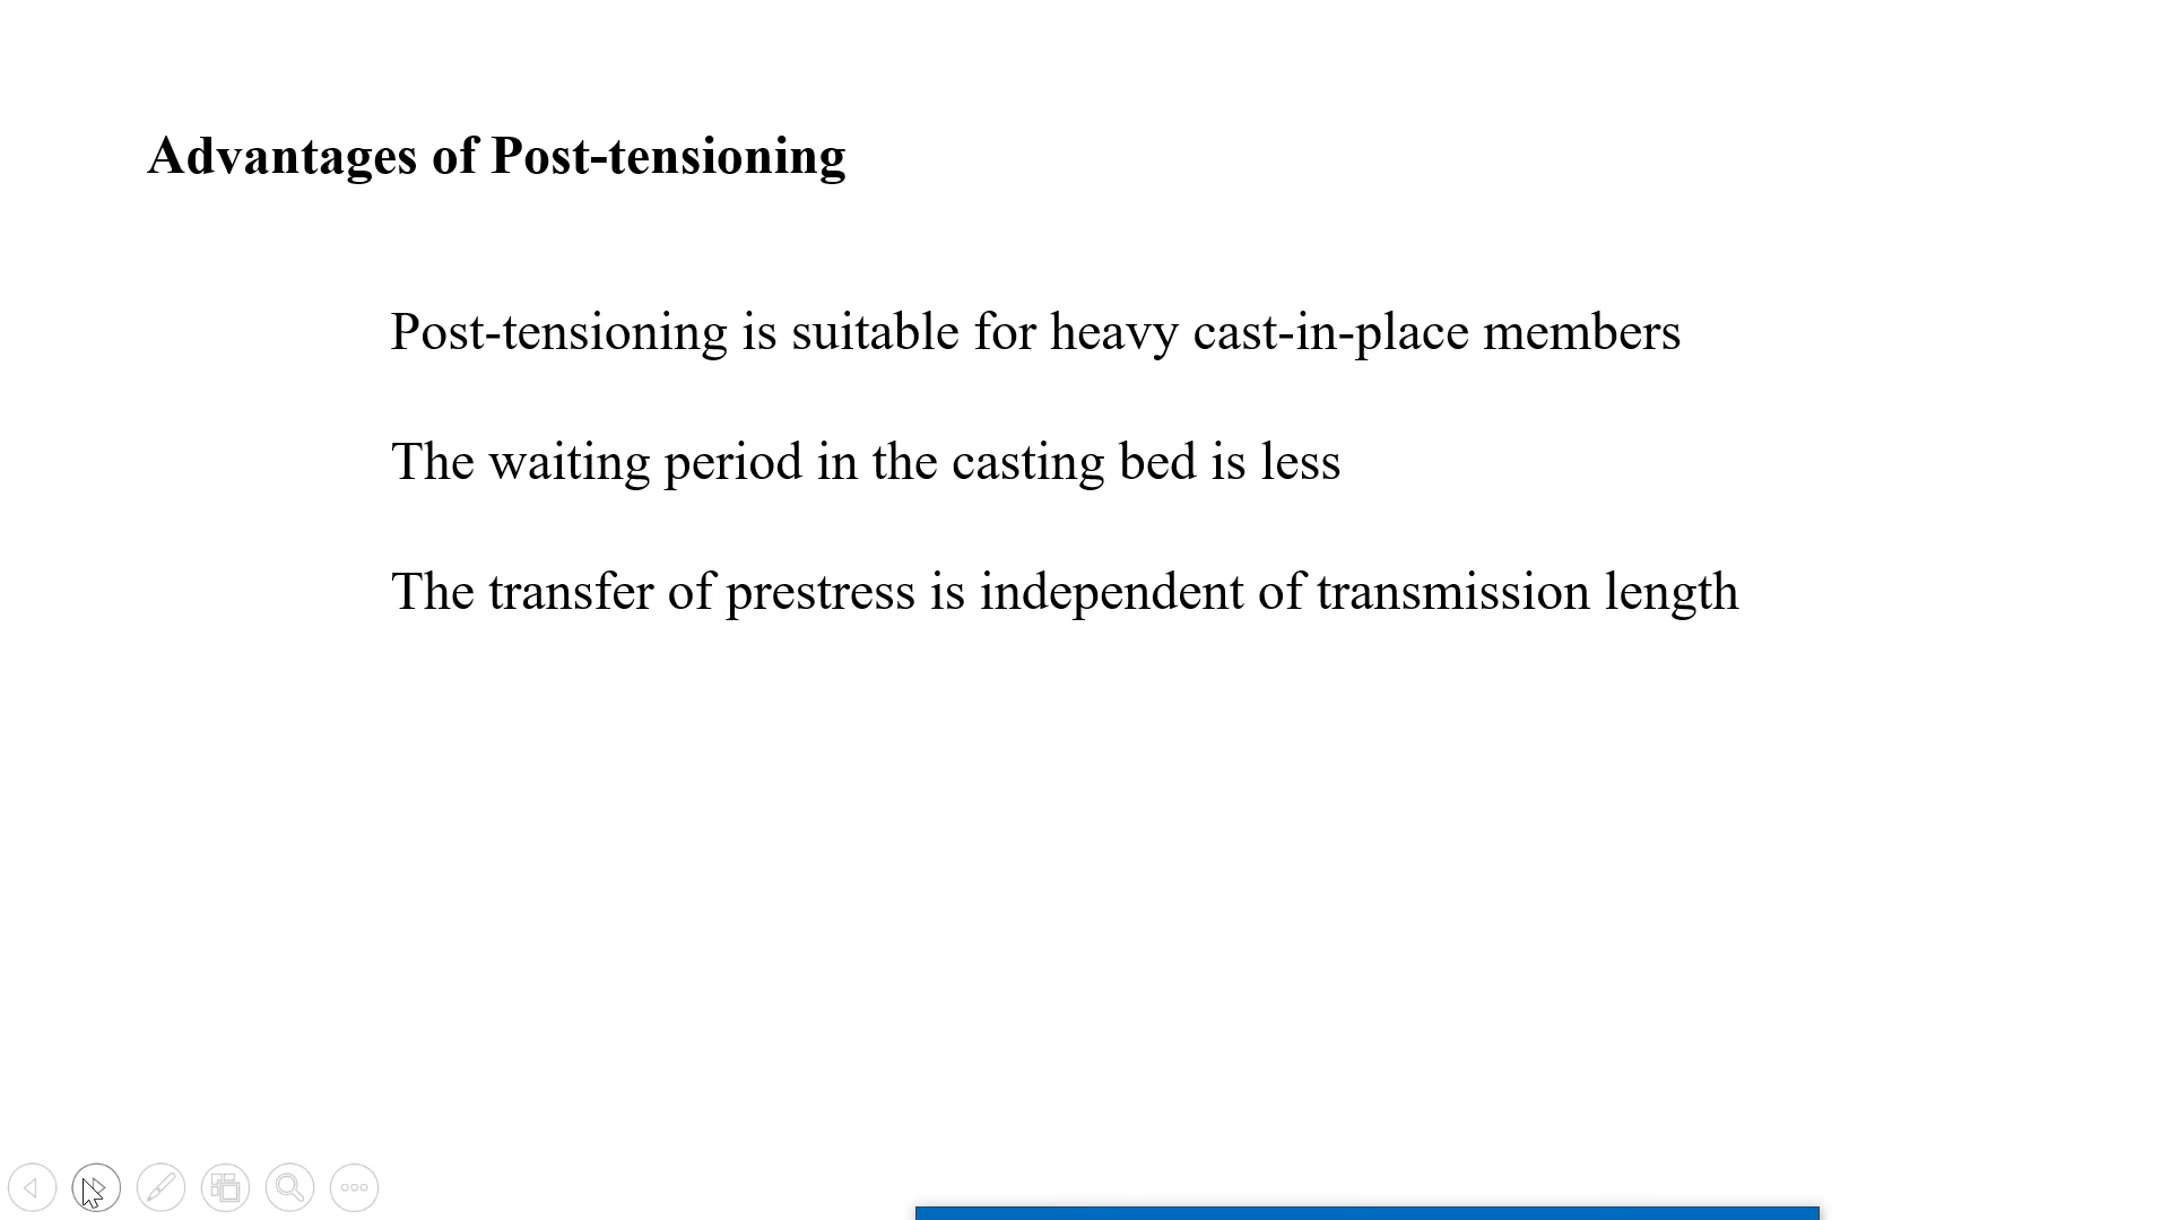 Advantages of Post-tensioning
Post-tensioning is suitable for heavy cast-in-place members
The waiting period in the casting bed is less
The transfer of prestress is independent of transmission length